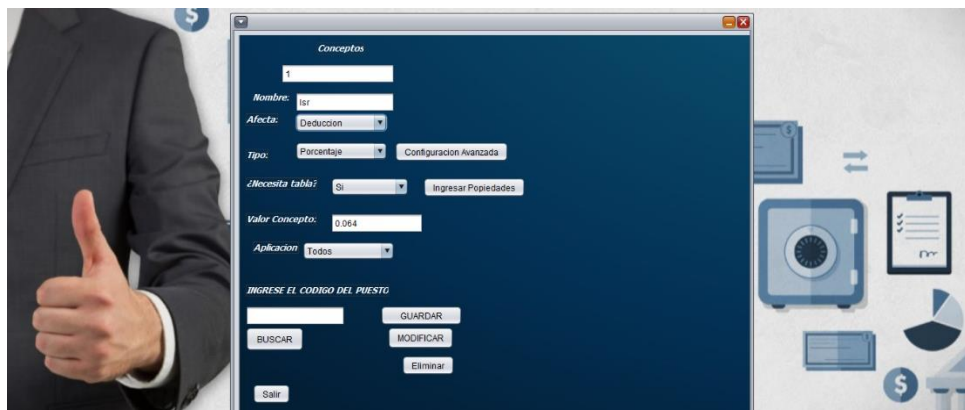 Conceptos
1
Nombre: Isr
Afecta: Deduccion
Tipo: Porcentaje Configuracion Avanzada
¿Necesita tabla? Si Ingresar Popiedades
Valor Concepto: 0.064
Aplicacion Todos
INGRESE EL CODIGO DEL PUESTO
GUARDAR
BUSCAR MODIFICAR
Eliminar
Salir
$
$
$